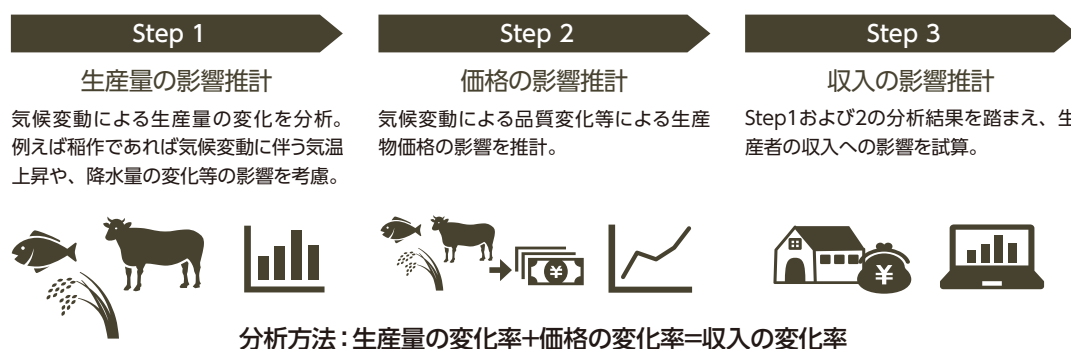 Step 1
生産量の影響推計
気候変動による生産量の変化を分析。
例えば稲作であれば気候変動に伴う気温
上昇や、降水量の変化等の影響を考慮。
Step 2
価格の影響推計
気候変動による品質変化等による生産
物価格の影響を推計。
Step 3
収入の影響推計
Step1および2の分析結果を踏まえ、生
産者の収入への影響を試算。
¥
¥
分析方法：生産量の変化率+価格の変化率=収入の変化率